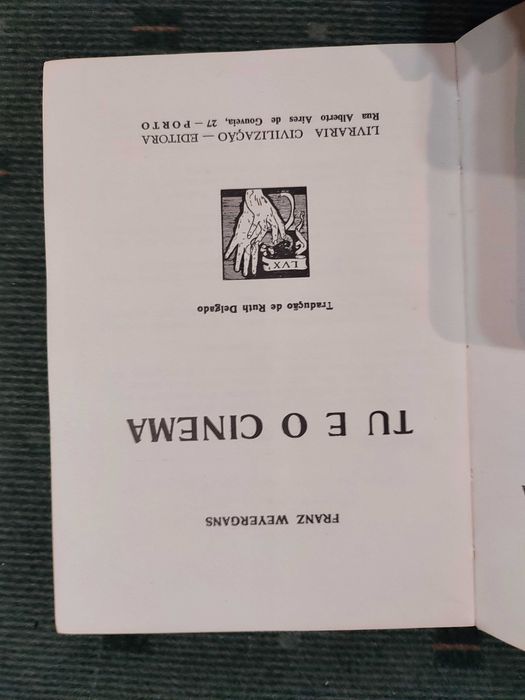 FRANZ WEYERGANS
TU E O CINEMA
Tradução de Ruth Delgado
LVX
LIVRARIA CIVILIZAÇÃO — EDITORA
Rua Alberto Aires de Gouveia, 27 — PORTO